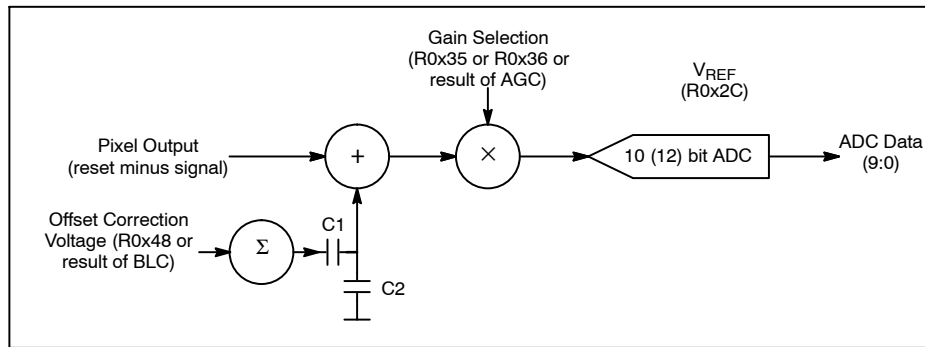 Gain Selection
(R0x35 or R0x36 or
result of AGC)
VREF
(R0x2C)
Pixel Output
(reset minus signal)
+
×
10 (12) bit ADC
ADC Data
(9:0)
Offset Correction
Voltage (R0x48 or
result of BLC)
Σ
C1
C2